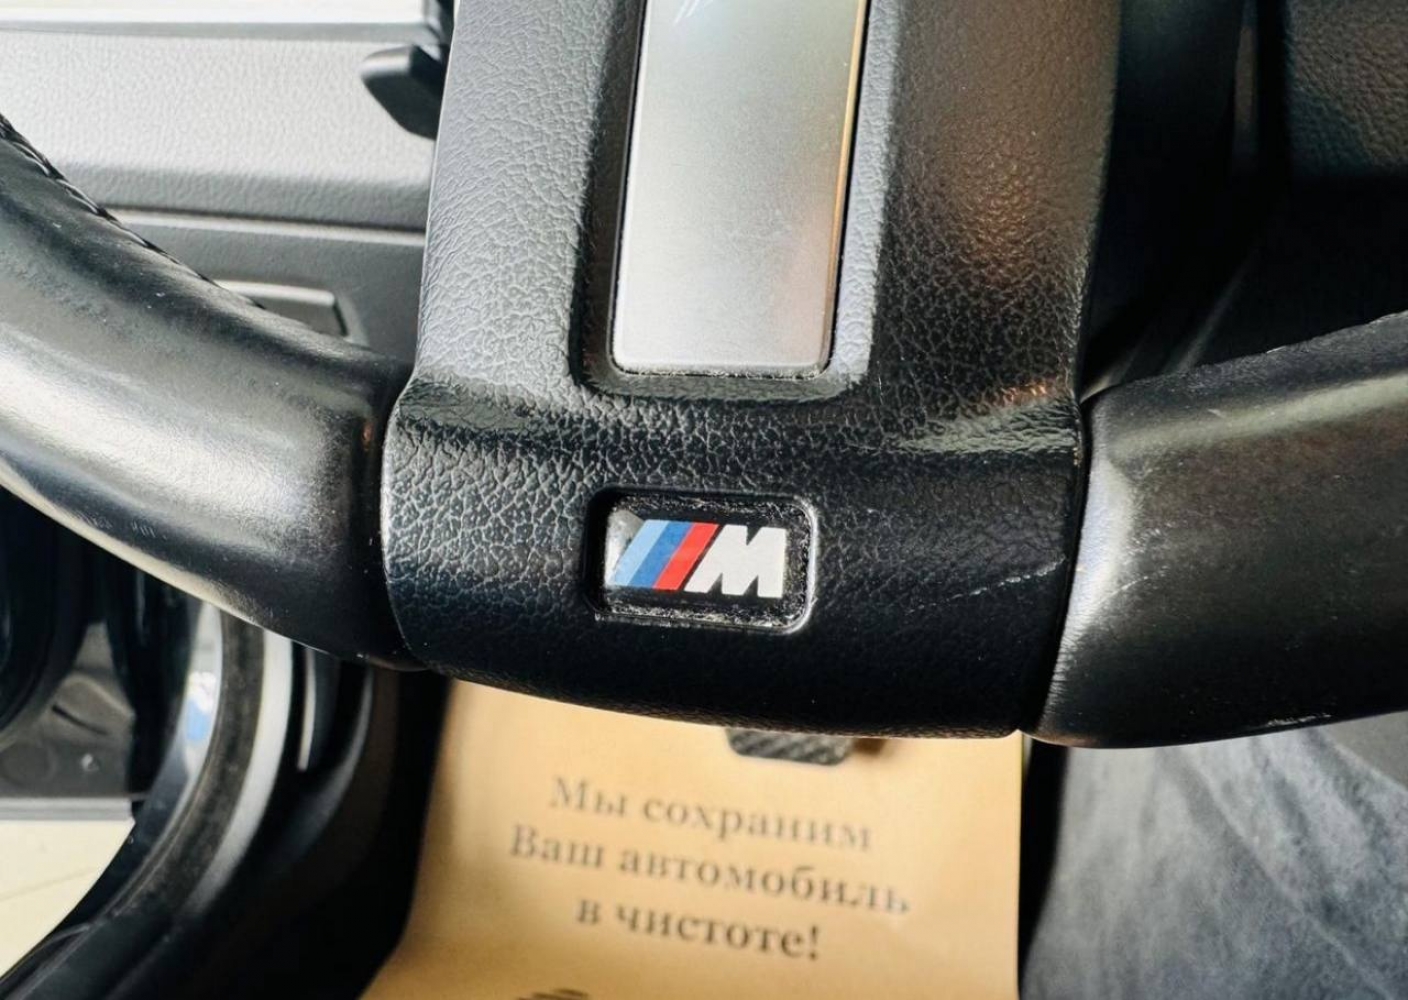 M
Мы сохраним
Ваш автомобиль
в чистоте!